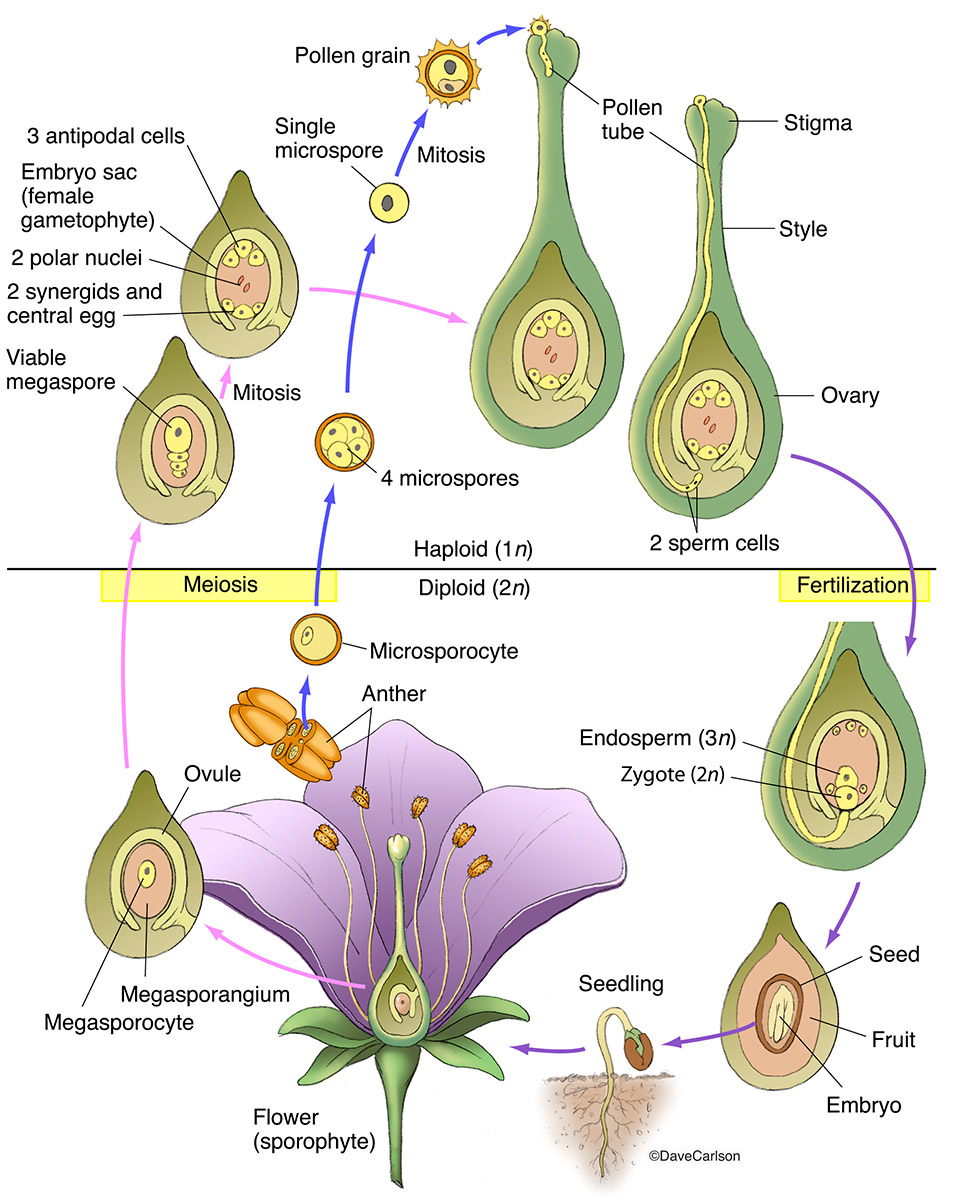 Pollen grain
Pollen
tube
Stigma
Style
Single
microspore
Mitosis
3 antipodal cells
Embryo sac
(female
gametophyte)
2 polar nuclei
2 synergids and
central egg
Viable
megaspore
Mitosis
4 microspores
Ovary
2 sperm cells
Haploid (1n)
Meiosis
Diploid (2n)
Fertilization
Microsporocyte
Anther
Ovule
Megasporangium
Megasporocyte
Endosperm (3n)
Zygote (2n)
Seed
Fruit
Embryo
Seedling
Flower
(sporophyte)
©DaveCarlson